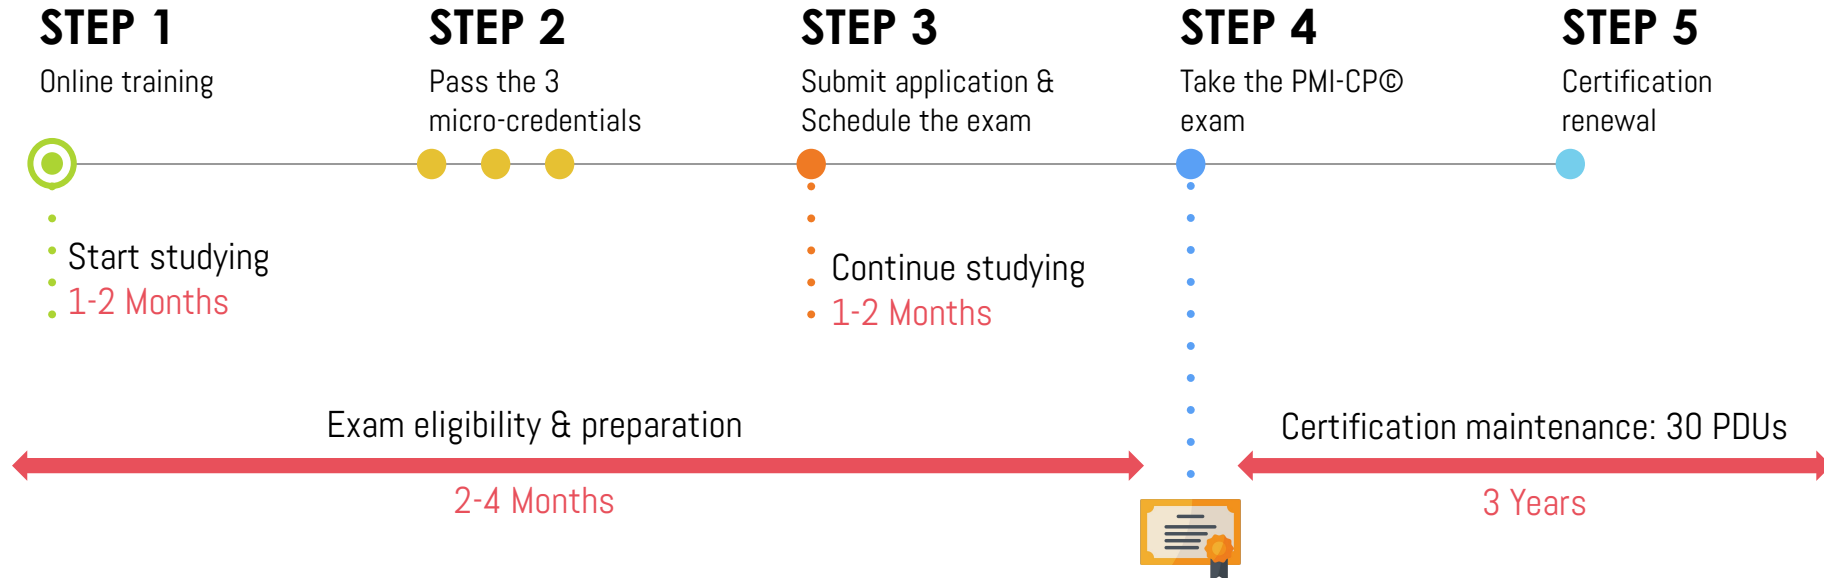 STEP 1
Online training
STEP 2
Pass the 3
micro-credentials
STEP 3
Submit application &
Schedule the exam
STEP 4
Take the PMI-CP©
exam
STEP 5
Certification
renewal
Start studying
1-2 Months
Continue studying
1-2 Months
Exam eligibility & preparation
2-4 Months
Certification maintenance: 30 PDUs
3 Years